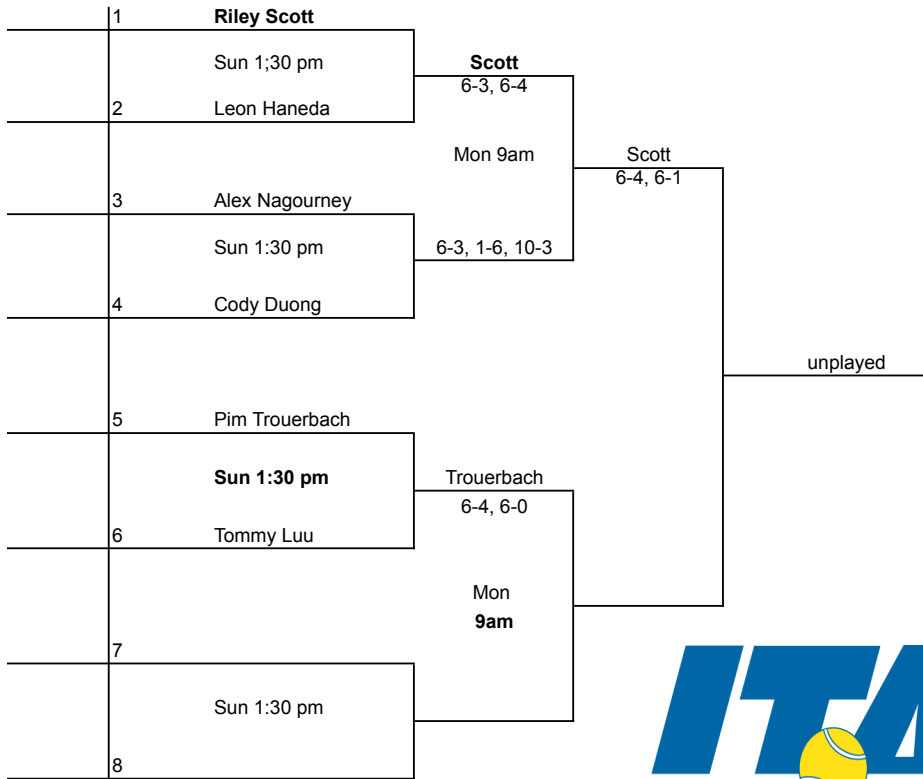 1 Riley Scott
Sun 1;30 pm
Scott
6-3, 6-4
2 Leon Haneda
Mon 9am
Scott
6-4, 6-1
3 Alex Nagourney
Sun 1:30 pm
6-3, 1-6, 10-3
4 Cody Duong
unplayed
5 Pim Trouerbach
Sun 1:30 pm
Trouerbach
6-4, 6-0
6 Tommy Luu
Mon
9am
7
Sun 1:30 pm
8
ITA